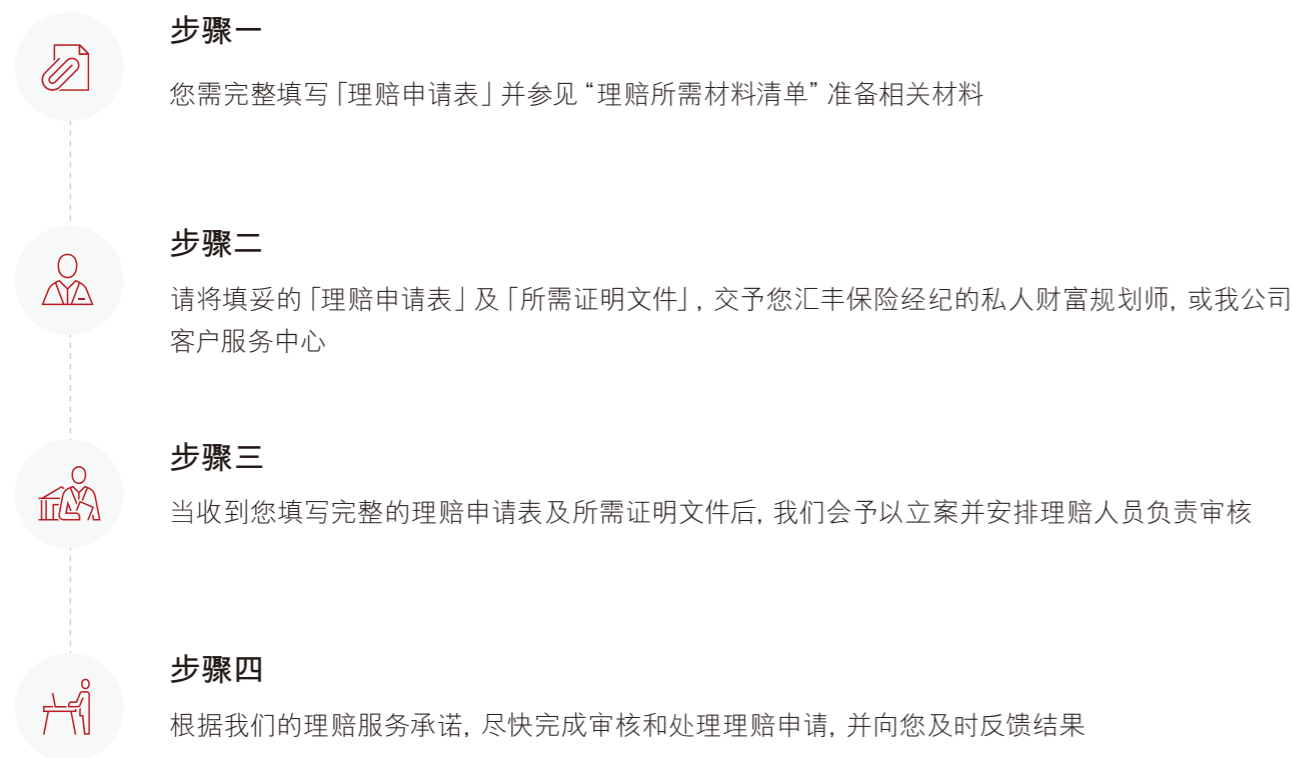 步骤一
您需完整填写「理赔申请表」并参见“理赔所需材料清单”准备相关材料
步骤二
请将填妥的「理赔申请表」及「所需证明文件」, 交予您汇丰保险经纪的私人财富规划师, 或我公司
客户服务中心
步骤三
当收到您填写完整的理赔申请表及所需证明文件后, 我们会予以立案并安排理赔人员负责审核
步骤四
根据我们的理赔服务承诺, 尽快完成审核和处理理赔申请, 并向您及时反馈结果